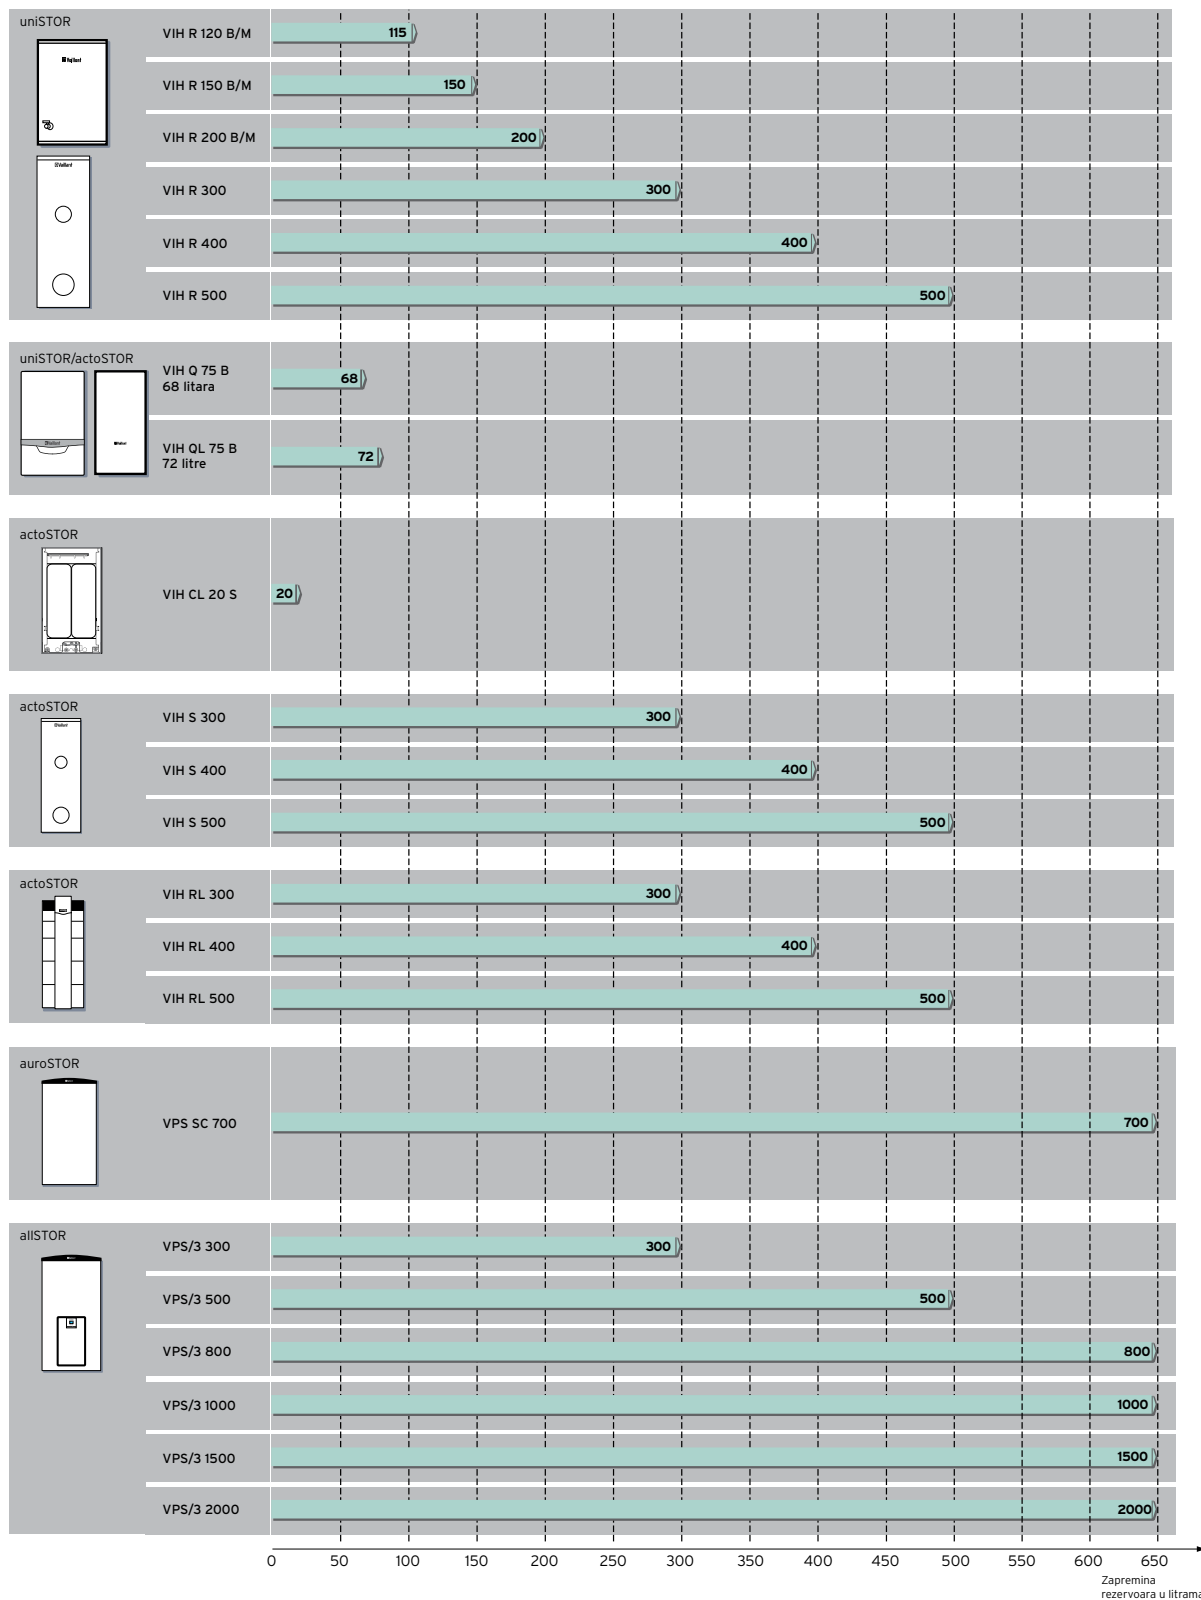 uniSTOR
VIH R 120 B/M
115
Vaillant
VIH R 150 B/M
150
VIH R 200 B/M
200
Vaillant
VIH R 300
300
VIH R 400
400
VIH R 500
500
uniSTOR/actoSTOR
VIH Q 75 B
68 litara
68
Vaillant
Vaillant
VIH QL 75 B
72 litre
72
actoSTOR
VIH CL 20 S
20
actoSTOR
Vaillant
VIH S 300
300
VIH S 400
400
VIH S 500
500
actoSTOR
VIH RL 300
300
VIH RL 400
400
VIH RL 500
500
auroSTOR
VPS SC 700
700
allSTOR
VPS/3 300
300
VPS/3 500
500
VPS/3 800
800
VPS/3 1000
1000
VPS/3 1500
1500
VPS/3 2000
2000
0 50 100 150 200 250 300 350 400 450 500 550 600 650
Zapremina
rezervoara u litrama